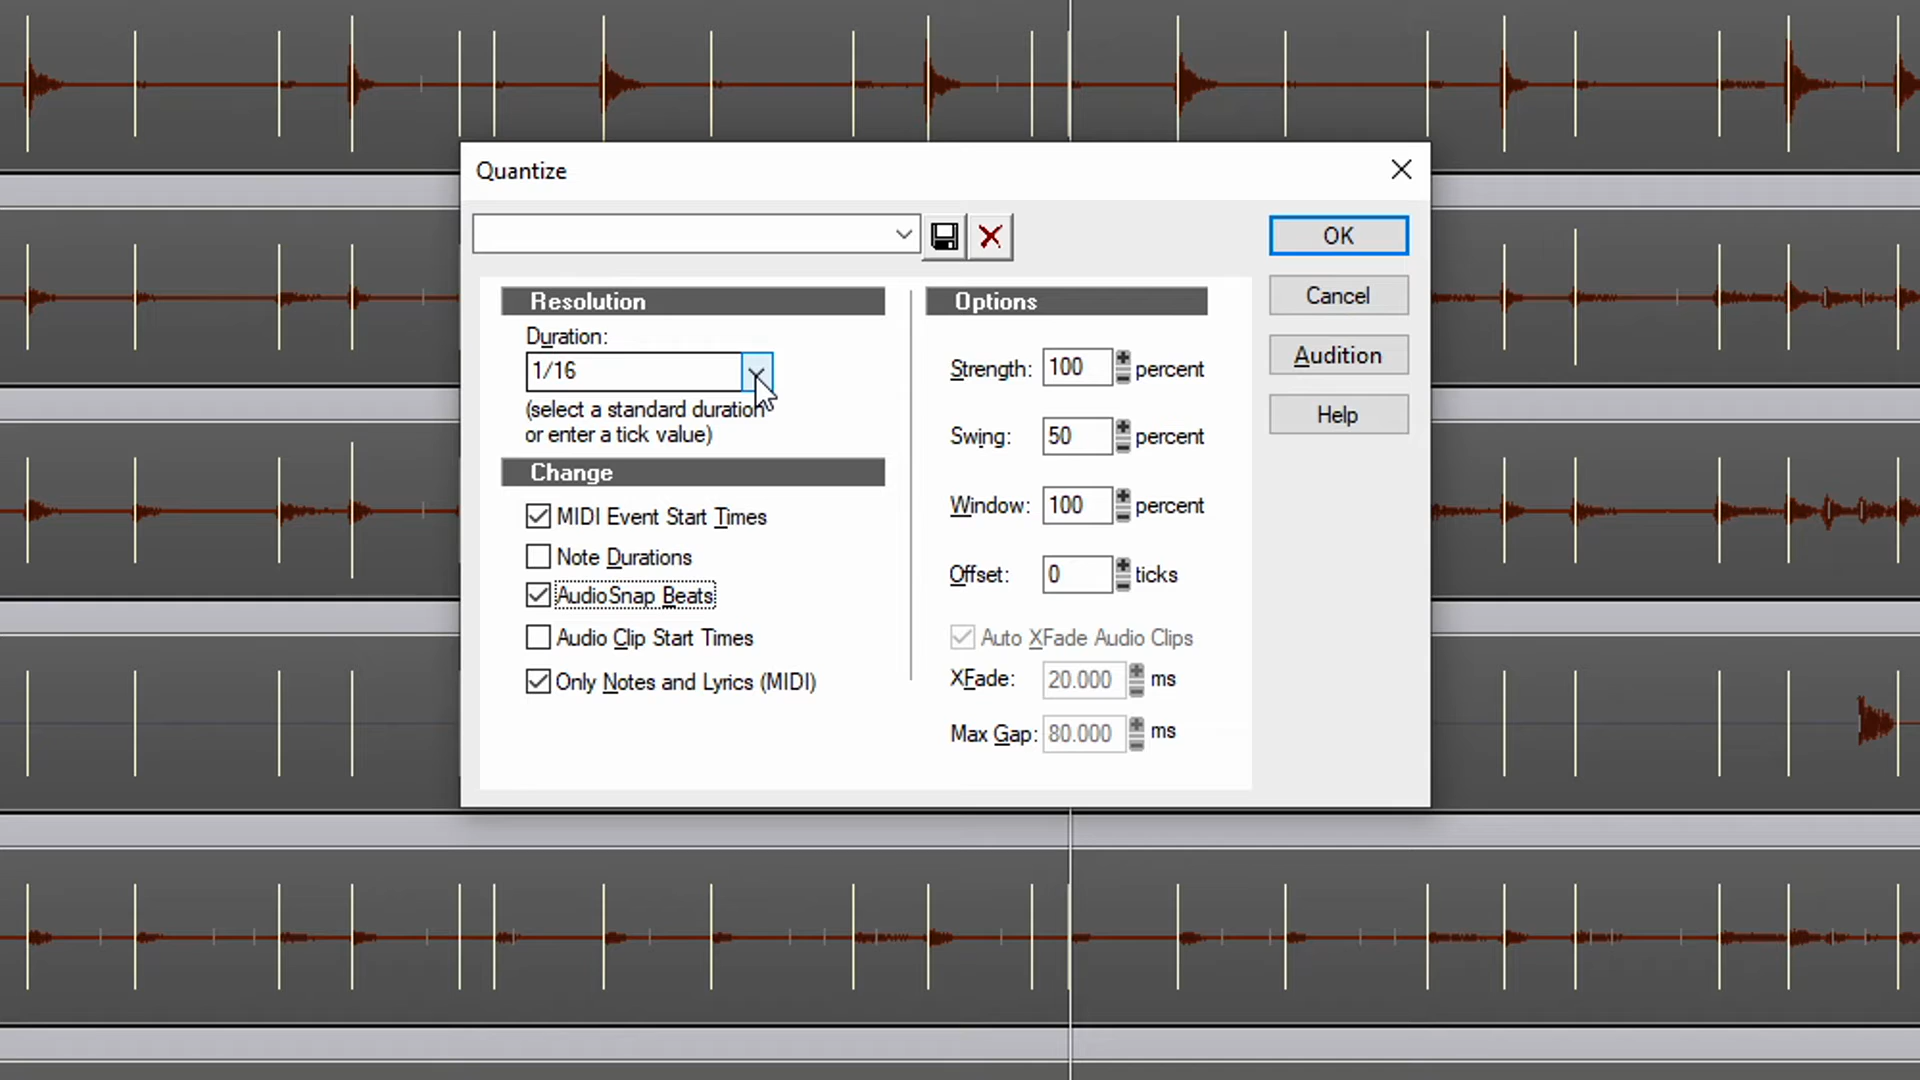 Quantize
OK
Resolution
Options
Cancel
Duration:
1/16
Strength: 100 percent
Audition
(select a standard duration
or enter a tick value)
Swing: 50 percent
Help
Change
MIDI Event Start Times
Window: 100 percent
Note Durations
Offset: 0 ticks
AudioSnap Beats
Audio Clip Start Times
Auto XFade Audio Clips
Only Notes and Lyrics (MIDI)
XFade: 20.000 ms
Max Gap: 80.000 ms